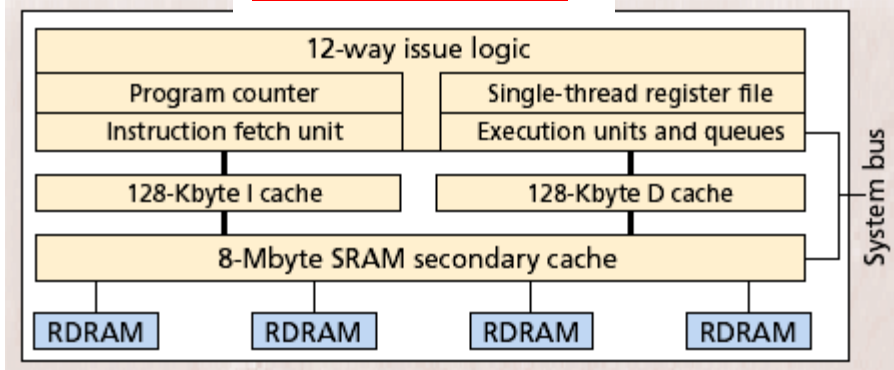 12-way issue logic
Program counter
Single-thread register file
Instruction fetch unit
Execution units and queues
128-Kbyte I cache
128-Kbyte D cache
8-Mbyte SRAM secondary cache
RDRAM
RDRAM
RDRAM
RDRAM
System bus